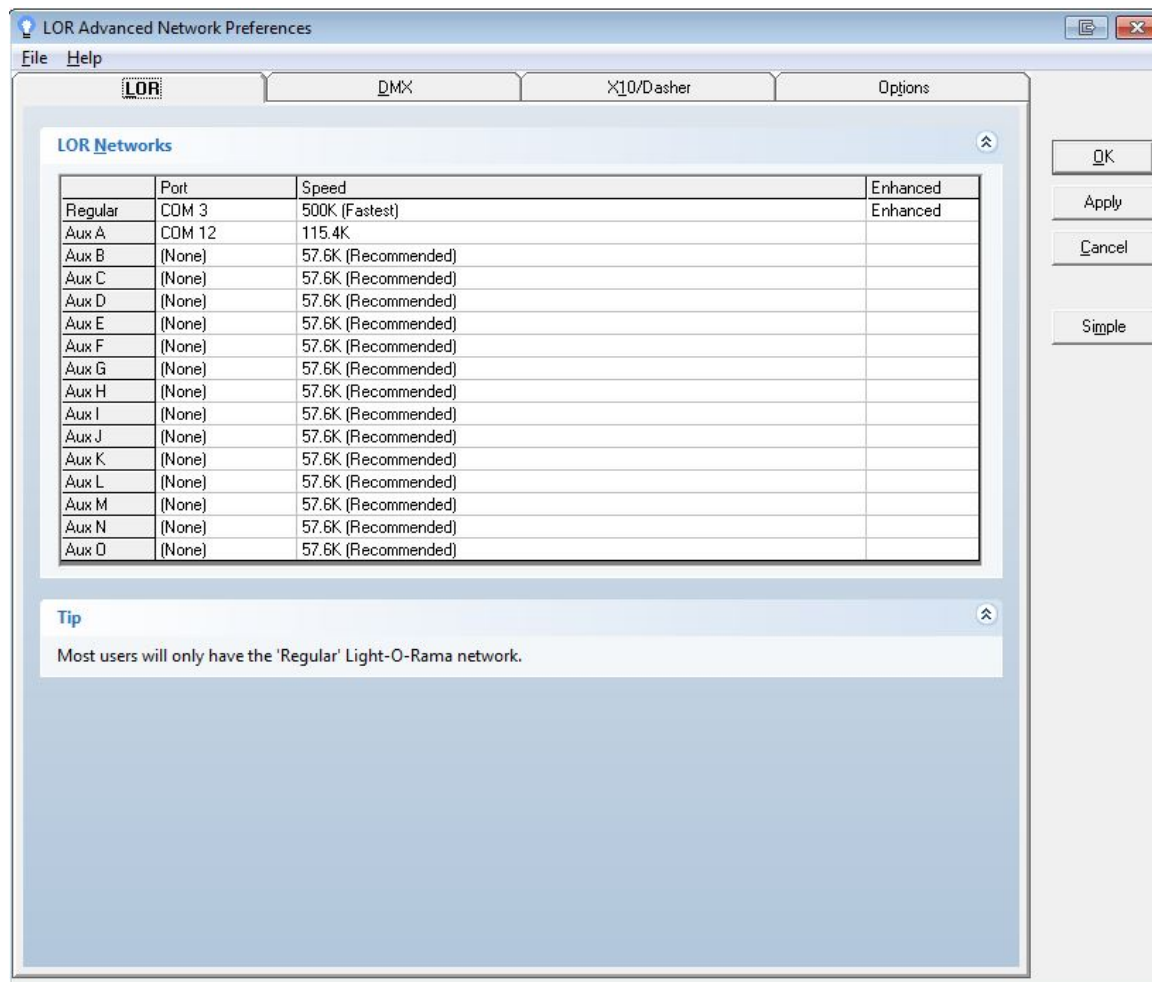 LOR Advanced Network Preferences
File Help
LOR DMX X10/Dasher Options
LOR Networks
Port Speed Enhanced
Regular COM 3 500K (Fastest) Enhanced
Aux A COM 12 115.4K
Aux B (None) 57.6K (Recommended)
Aux C (None) 57.6K (Recommended)
Aux D (None) 57.6K (Recommended)
Aux E (None) 57.6K (Recommended)
Aux F (None) 57.6K (Recommended)
Aux G (None) 57.6K (Recommended)
Aux H (None) 57.6K (Recommended)
Aux I (None) 57.6K (Recommended)
Aux J (None) 57.6K (Recommended)
Aux K (None) 57.6K (Recommended)
Aux L (None) 57.6K (Recommended)
Aux M (None) 57.6K (Recommended)
Aux N (None) 57.6K (Recommended)
Aux O (None) 57.6K (Recommended)
Tip
Most users will only have the 'Regular' Light-O-Rama network.
OK
Apply
Cancel
Simple